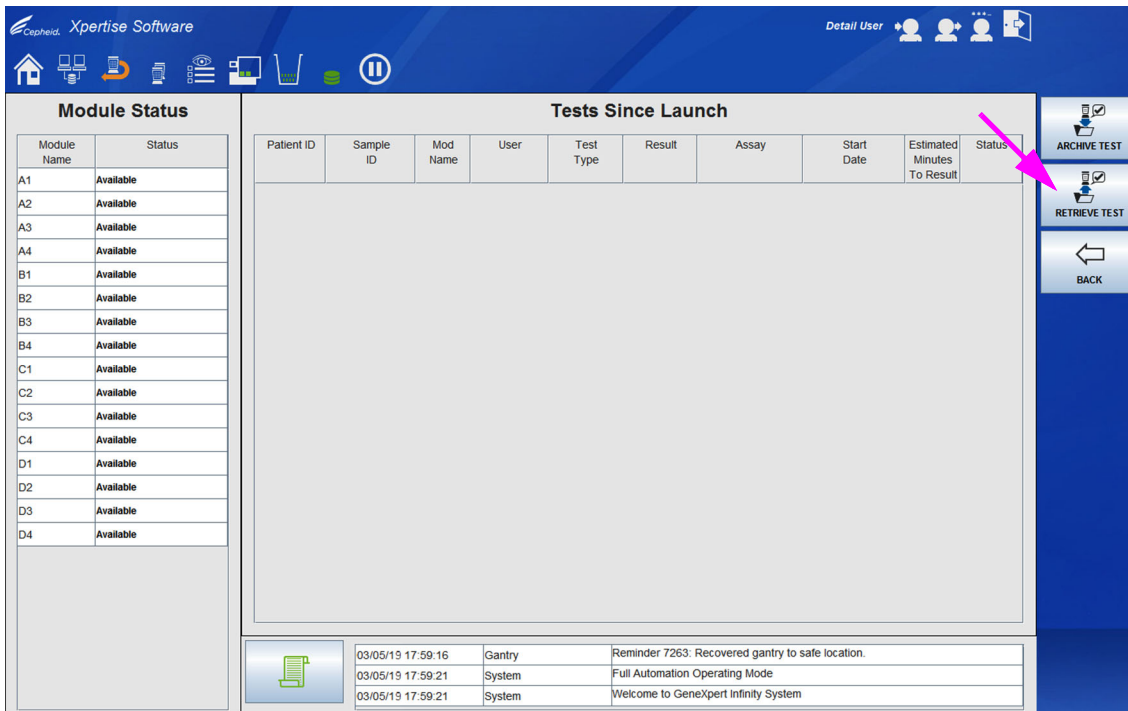 Cepheid. Xpertise Software
Detail User
Module Status
Module Name
Status
A1 Available
A2 Available
A3 Available
A4 Available
B1 Available
B2 Available
B3 Available
B4 Available
C1 Available
C2 Available
C3 Available
C4 Available
D1 Available
D2 Available
D3 Available
D4 Available
Tests Since Launch
Patient ID
Sample ID
Mod Name
User
Test Type
Result
Assay
Start Date
Estimated Minutes To Result
Status
03/05/19 17:59:16 Gantry Reminder 7263: Recovered gantry to safe location.
03/05/19 17:59:21 System Full Automation Operating Mode
03/05/19 17:59:21 System Welcome to GeneXpert Infinity System
ARCHIVE TEST
RETRIEVE TEST
BACK